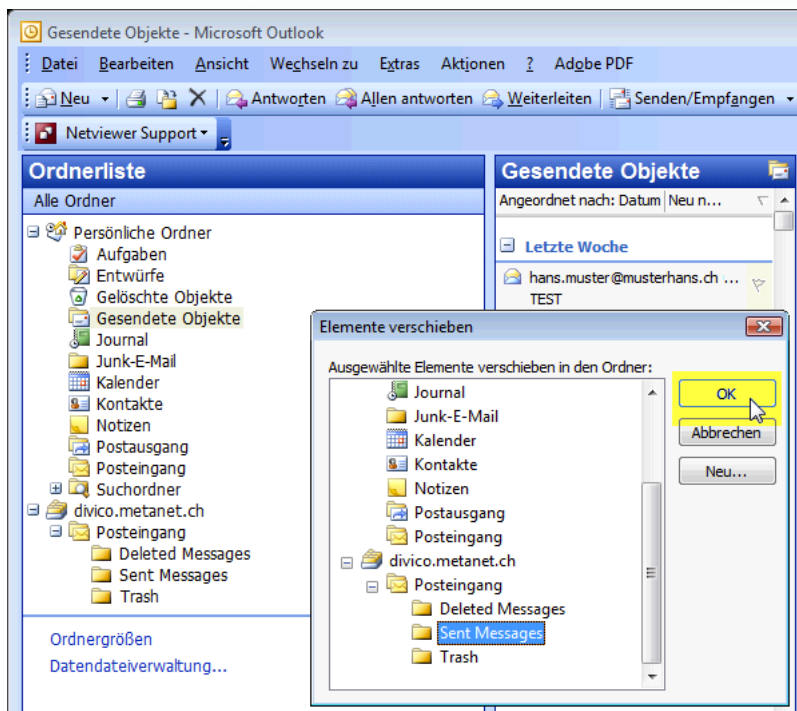 Gesendete Objekte - Microsoft Outlook
Datei Bearbeiten Ansicht Wechseln zu Extras Aktionen ? Adobe PDF
Neu Antworten Allen antworten Weiterleiten Senden/Empfangen
Netviewer Support
Ordnerliste
Alle Ordner
Persönliche Ordner
Aufgaben
Entwürfe
Gelöschte Objekte
Gesendete Objekte
Journal
Junk-E-Mail
Kalender
Kontakte
Notizen
Postausgang
Posteingang
Suchordner
divico.metanet.ch
Posteingang
Deleted Messages
Sent Messages
Trash
Ordnergrößen
Datendateiverwaltung...
Gesendete Objekte
Angeordnet nach: Datum Neu n...
Letzte Woche
hans.muster@musterhans.ch ...
TEST
Elemente verschieben
Ausgewählte Elemente verschieben in den Ordner:
Journal
Junk-E-Mail
Kalender
Kontakte
Notizen
Postausgang
Posteingang
divico.metanet.ch
Posteingang
Deleted Messages
Sent Messages
Trash
OK
Abbrechen
Neu...